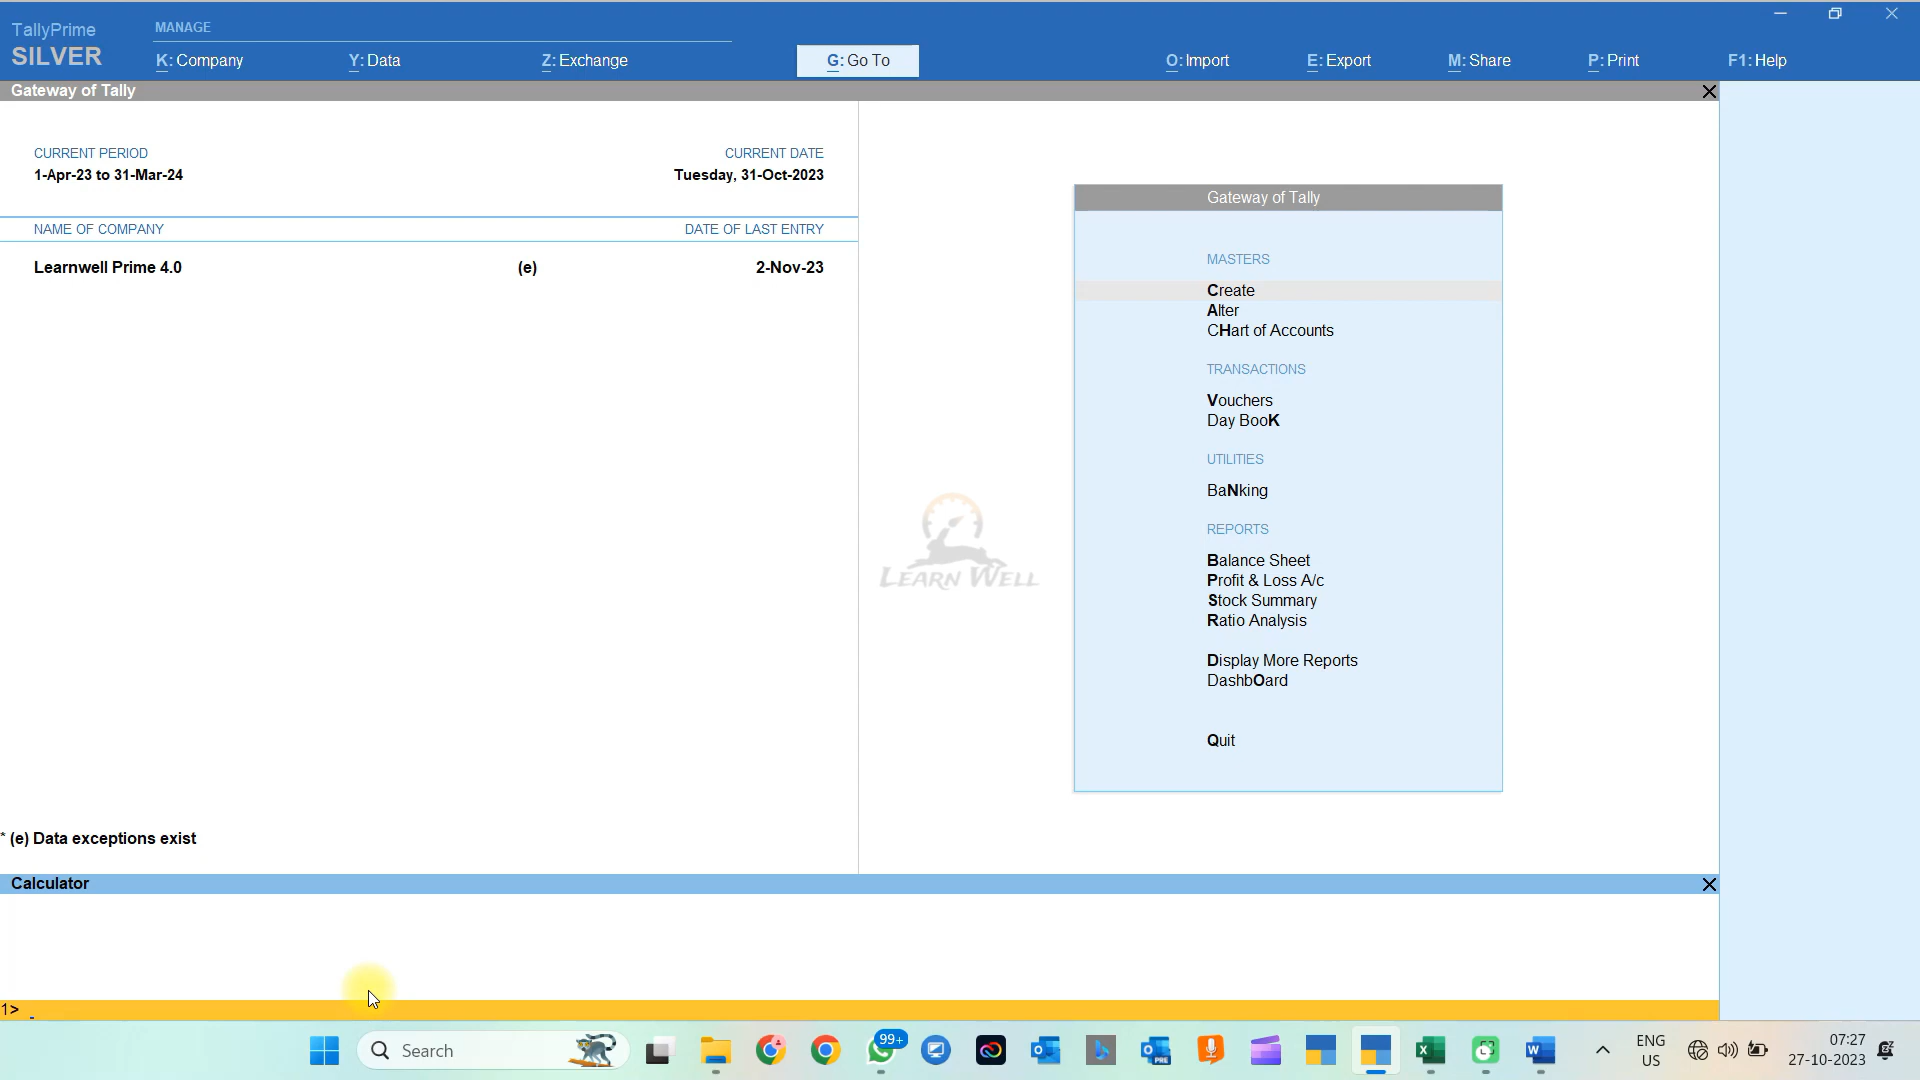 TallyPrime
SILVER
MANAGE
K: Company
Y: Data
Z: Exchange
G: Go To
O: Import
E: Export
M: Share
P: Print
F1: Help
Gateway of Tally
CURRENT PERIOD
1-Apr-23 to 31-Mar-24
CURRENT DATE
Tuesday, 31-Oct-2023
NAME OF COMPANY
DATE OF LAST ENTRY
Learnwell Prime 4.0 (e) 2-Nov-23
* (e) Data exceptions exist
LEARN WELL
Gateway of Tally
MASTERS
Create
Alter
CHart of Accounts
TRANSACTIONS
Vouchers
Day BooK
UTILITIES
BaNking
REPORTS
Balance Sheet
Profit & Loss A/c
Stock Summary
Ratio Analysis
Display More Reports
DashbOard
Quit
Calculator
1>
Search
99+
PRE
ENG
US
07:27
27-10-2023